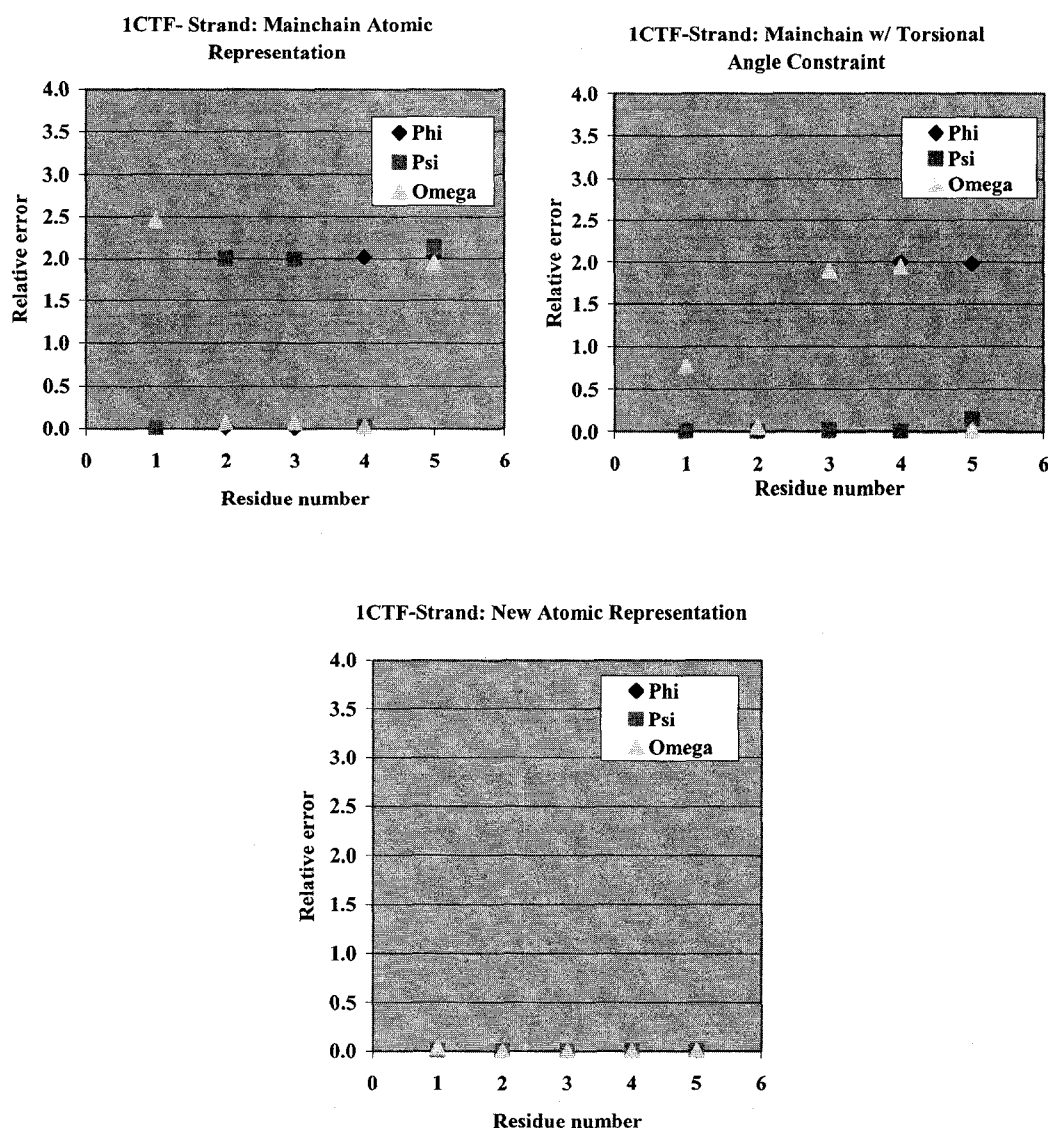 1CTF- Strand: Mainchain Atomic
Representation
4.0
3.5
3.0
2.5
2.0
1.5
1.0
0.5
0.0
Relative error
Phi
Psi
Omega
0 1 2 3 4 5 6
Residue number
1CTF-Strand: Mainchain w/ Torsional
Angle Constraint
4.0
3.5
3.0
2.5
2.0
1.5
1.0
0.5
0.0
Relative error
Phi
Psi
Omega
0 1 2 3 4 5 6
Residue number
1CTF-Strand: New Atomic Representation
4.0
3.5
3.0
2.5
2.0
1.5
1.0
0.5
0.0
Relative error
Phi
Psi
Omega
0 1 2 3 4 5 6
Residue number